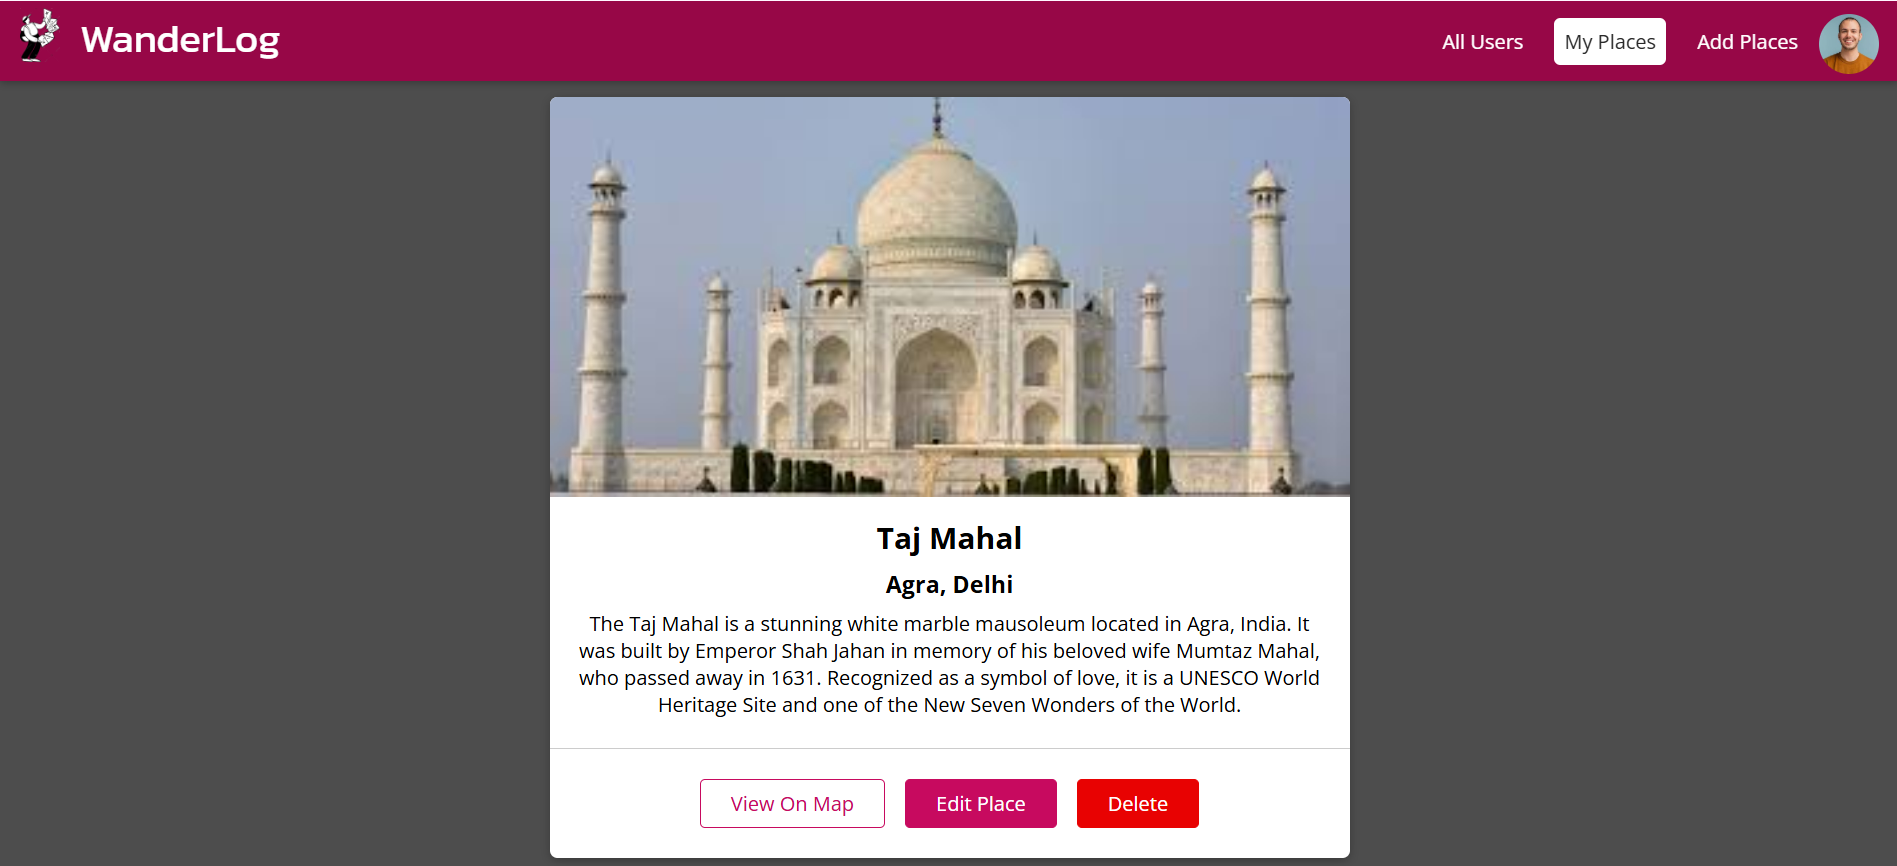 WanderLog
All Users
My Places
Add Places
Taj Mahal
Agra, Delhi
The Taj Mahal is a stunning white marble mausoleum located in Agra, India. It
was built by Emperor Shah Jahan in memory of his beloved wife Mumtaz Mahal,
who passed away in 1631. Recognized as a symbol of love, it is a UNESCO World
Heritage Site and one of the New Seven Wonders of the World.
View On Map
Edit Place
Delete